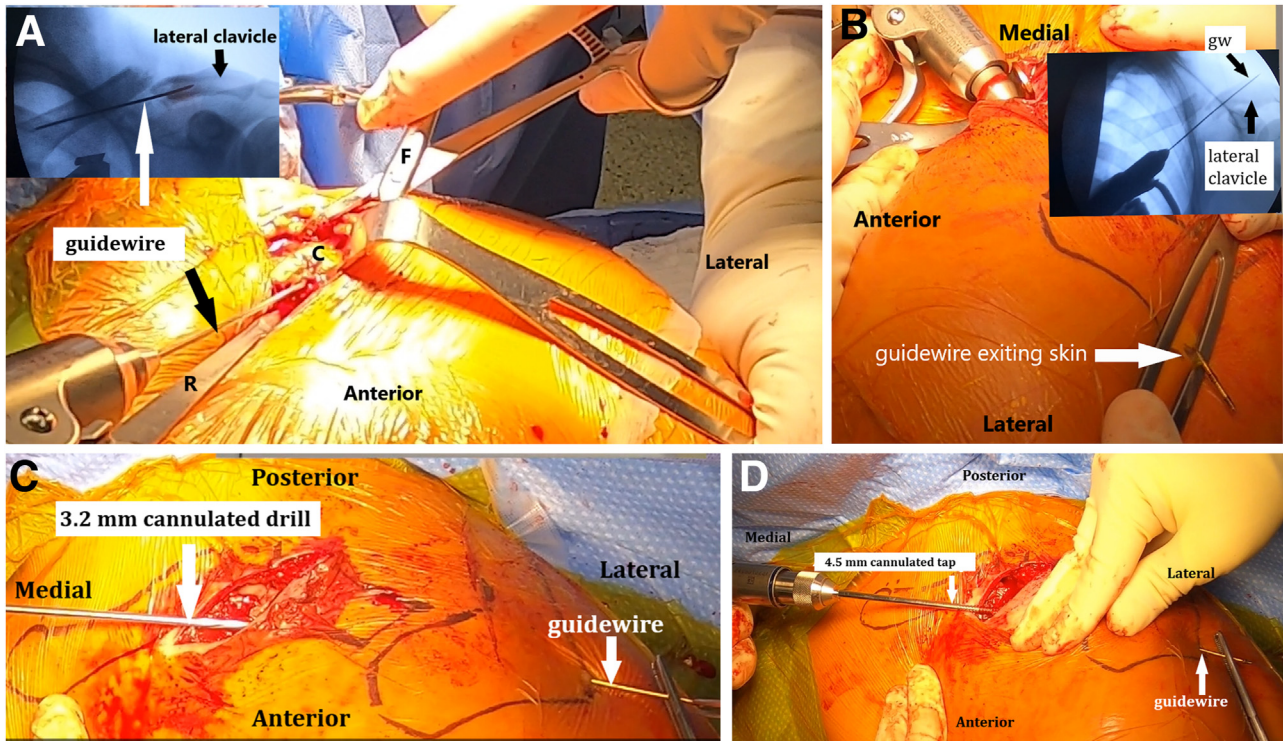 A
lateral clavicle
F
guidewire
C
Lateral
R
Anterior
B
Medial
gw
lateral
clavicle
Anterior
guidewire exiting skin
Lateral
C
Posterior
3.2 mm cannulated drill
Medial
Lateral
guidewire
Anterior
D
Posterior
Medial
4.5 mm cannulated tap
Lateral
guidewire
Anterior